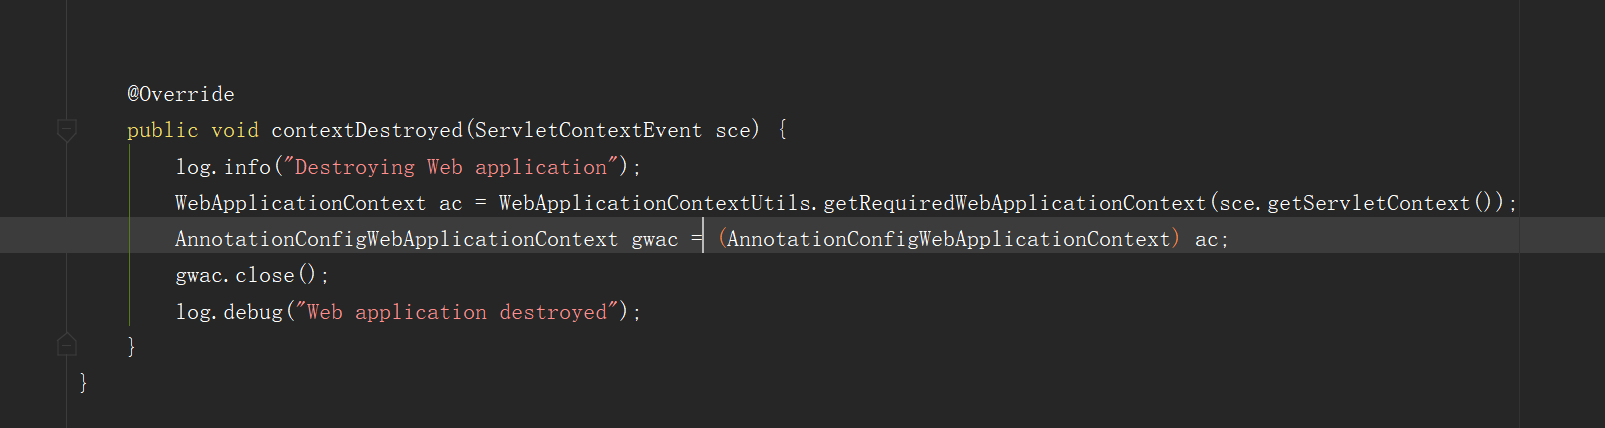 @Override
public void contextDestroyed(ServletContextEvent sce) {
log.info("Destroying Web application");
WebApplicationContext ac = WebApplicationContextUtils.getRequiredWebApplicationContext(sce.getServletContext());
AnnotationConfigWebApplicationContext gwac = (AnnotationConfigWebApplicationContext) ac;
gwac.close();
log.debug("Web application destroyed");
}
}